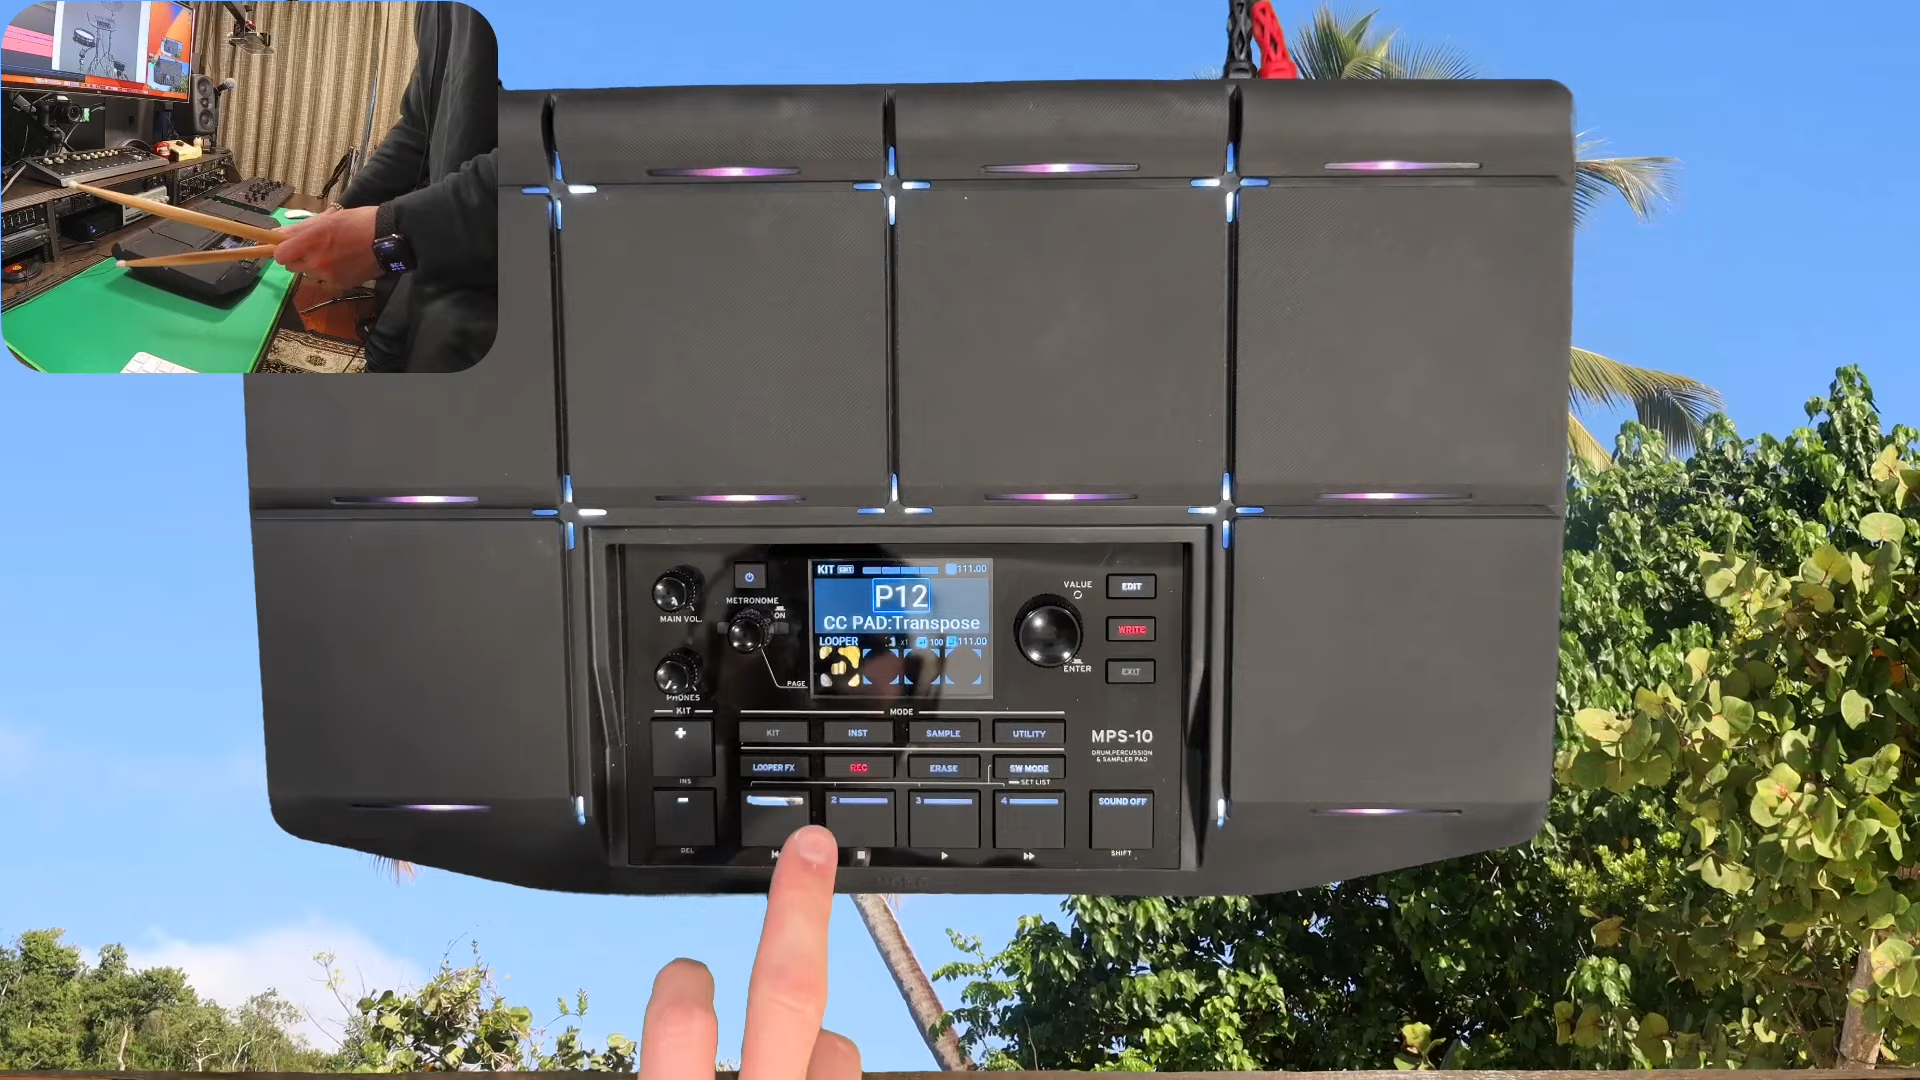 KIT 111.00
P12
CC PAD:Transpose
LOOPER x1 100 111.00
VALUE
ENTER
EDIT
WRITE
EXIT
METRONOME
ON
MAIN VOL.
PHONES
PAGE
KIT
+
INS
-
DEL
MODE
KIT INST SAMPLE UTILITY
LOOPER FX REC ERASE SW MODE
SET LIST
2 3 4 SOUND OFF
SHIFT
MPS-10
DRUM, PERCUSSION
& SAMPLER PAD